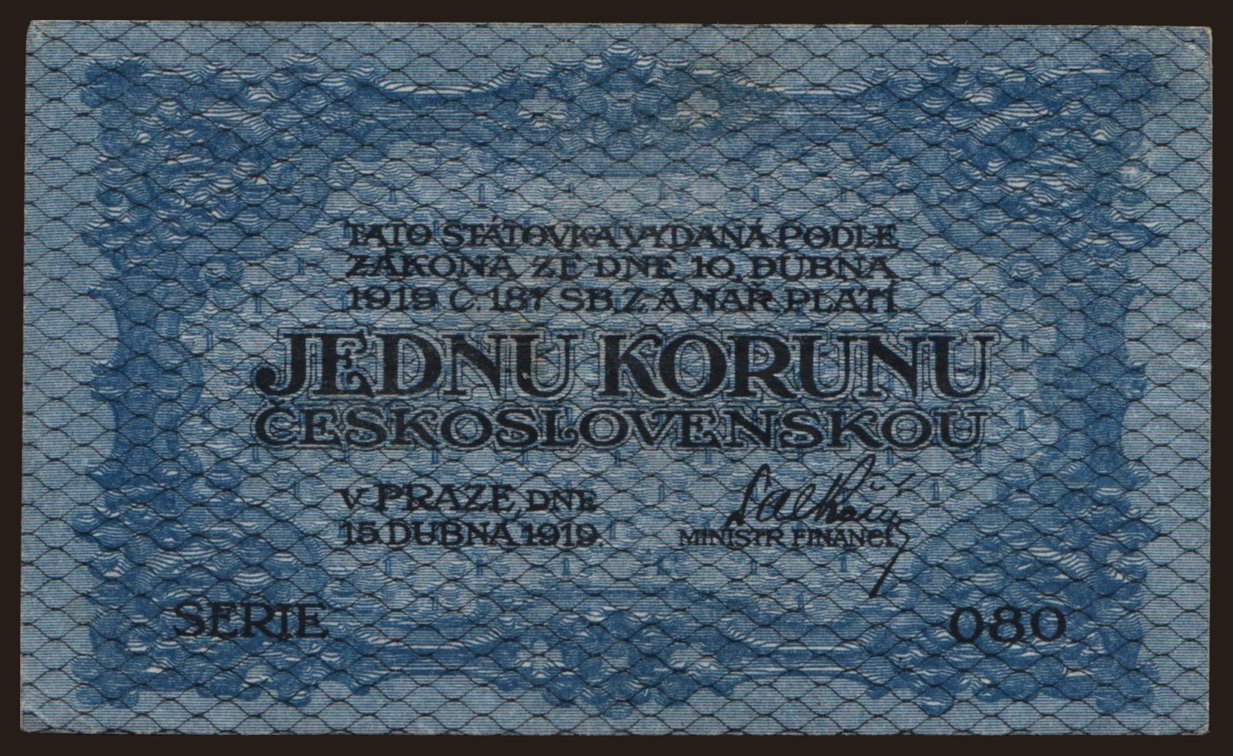 TATO STÁTOVKA VYDANÁ PODLE
ZÁKONA ZE DNE 10. DUBNA
1919 Č. 187 SB. Z. A NAŘ. PLATÍ
JEDNU KORUNU
ČESKOSLOVENSKOU
V PRAZE, DNE
15. DUBNA 1919.
MINISTR FINANCÍ
SERIE 080